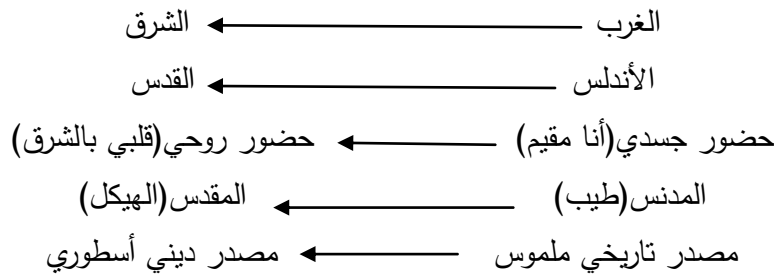 الغرب الشرق
الأندلس القدس
حضور جسدي(أنا مقيم) حضور روحي(قلبي بالشرق)
المدنس(طيب) المقدس(الهيكل)
مصدر تاريخي ملموس مصدر ديني أسطوري